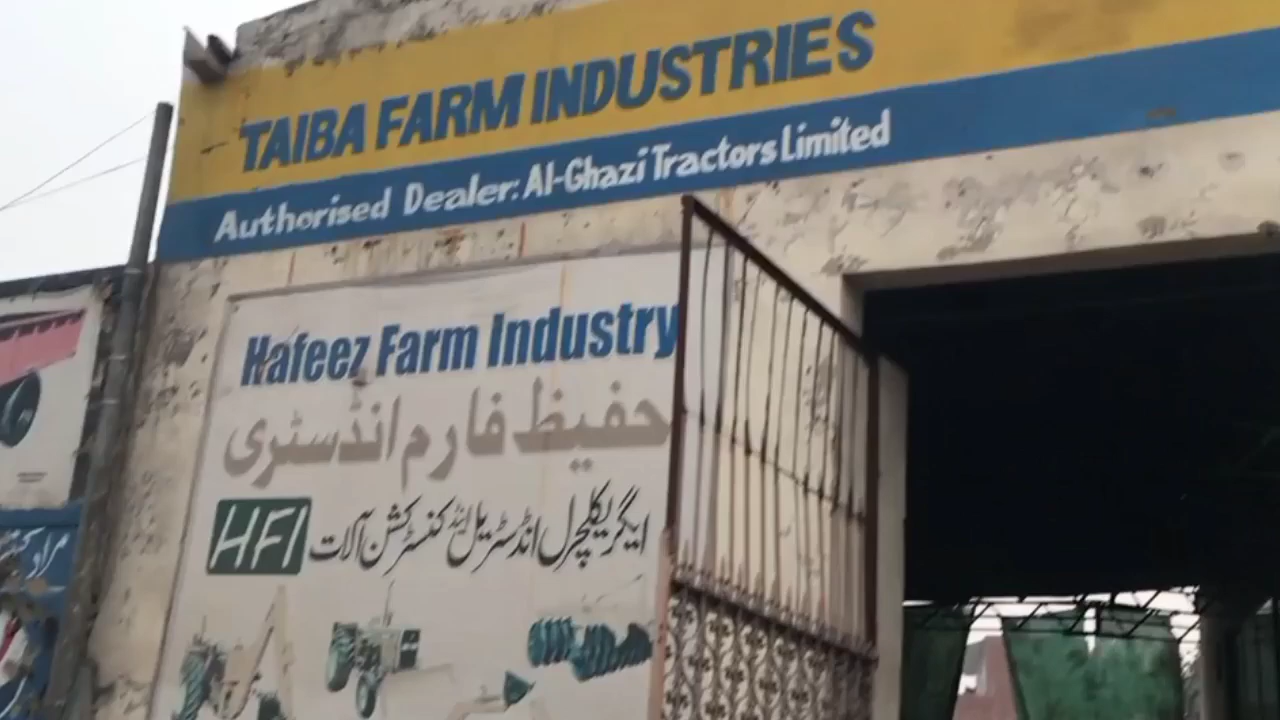 TAIBA FARM INDUSTRIES
Authorised Dealer: Al-Ghazi Tractors Limited
Hafeez Farm Industry
حفیظ فارم انڈسٹری
ایگریکلچرل انڈسٹریل اینڈ کنسٹرکشن آلات
HFI
مراد